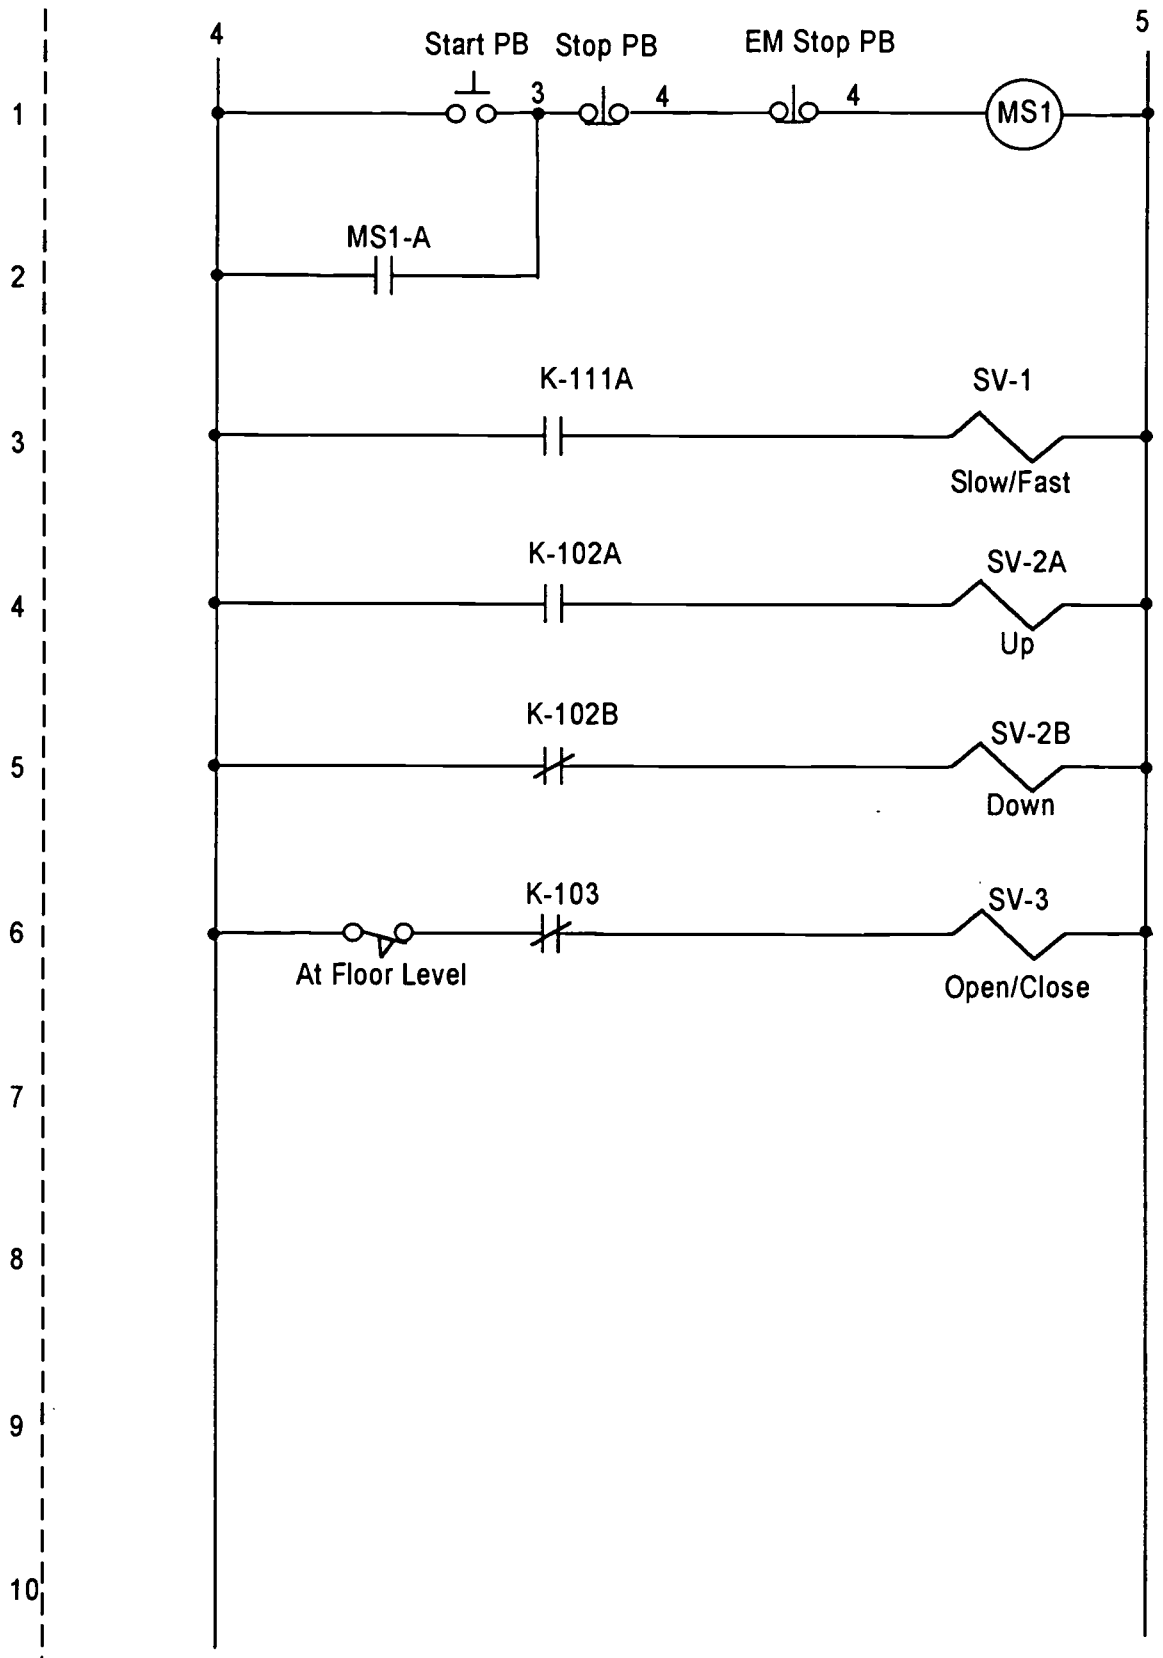 4
5
Start PB
Stop PB
EM Stop PB
1
3
4
4
MS1
MS1-A
2
K-111A
SV-1
3
Slow/Fast
K-102A
SV-2A
4
Up
K-102B
SV-2B
5
Down
K-103
SV-3
6
At Floor Level
Open/Close
7
8
9
10